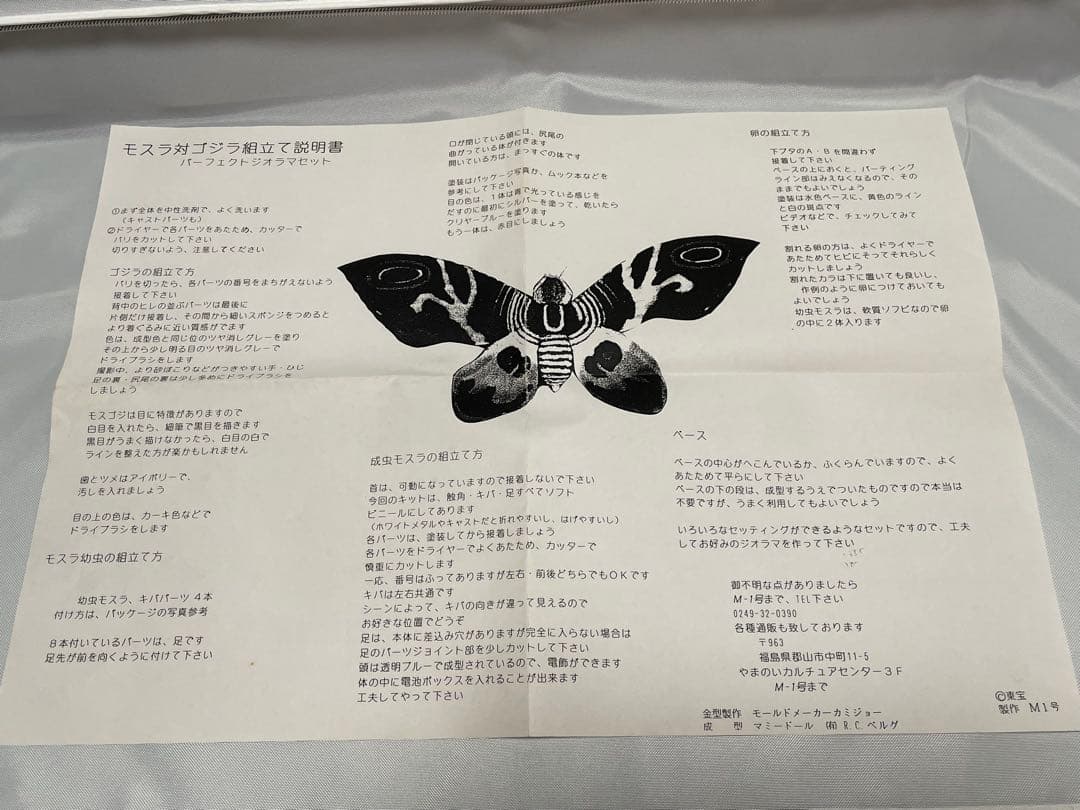 モスラ対ゴジラ組立て説明書
パーフェクトジオラマセット
①まず全体を中性洗剤で、よく洗います
(キャストパーツも)
②ドライヤーで各パーツをあたため、カッターで
バリをカットして下さい
切りすぎないよう、注意してください
ゴジラの組立て方
バリを切ったら、各パーツの番号をまちがえないよう
接着して下さい
背中のヒレの並ぶパーツは最後に
片側だけ接着し、その間から細いスポンジをつめると
より着ぐるみに近い質感がでます
色は、成型色と同じ位のツヤ消しグレーを塗り
その上から少し明る目のツヤ消しグレーで
ドライブラシをします
撮影中、より砂ぼこりなどがつきやすい手・ひじ
足の裏・尻尾の裏は少し多めにドライブラシを
しましょう
モスゴジは目に特徴がありますので
白目を入れたら、細筆で黒目を描きます
黒目がうまく描けなかったら、白目の白で
ラインを整えた方が楽かもしれません
歯とツメはアイボリーで、
汚しを入れましょう
目の上の色は、カーキ色などで
ドライブラシをします
モスラ幼虫の組立て方
幼虫モスラ、キバパーツ 4本
付け方は、パッケージの写真参考
8本付いているパーツは、足です
足先が前を向くように付けて下さい
口が閉じている頭には、尻尾の
曲がっている体が付きます
開いている方は、まっすぐの体です
塗装はパッケージ写真か、ムック本などを
参考にして下さい
目の色は、1体は青で光っている感じを
だすのに最初にシルバーを塗って、乾いたら
クリヤーブルーを塗ります
もう一体は、赤目にしましょう
成虫モスラの組立て方
首は、可動になっていますので接着しないで下さい
今回のキットは、触角・キバ・足すべてソフト
ビニールにしてあります
(ホワイトメタルやキャストだと折れやすいし、はげやすいし)
各パーツは、塗装してから接着しましょう
各パーツをドライヤーでよくあたため、カッターで
慎重にカットします
一応、番号はふってありますが左右・前後どちらでもOKです
キバは左右共通です
シーンによって、キバの向きが違って見えるので
お好きな位置でどうぞ
足は、本体に差込み穴がありますが完全に入らない場合は
足のパーツジョイント部を少しカットして下さい
頭は透明ブルーで成型されているので、電飾ができます
体の中に電池ボックスを入れることが出来ます
工夫してやって下さい
卵の組立て方
下ブタのA・Bを間違わず
接着して下さい
ベースの上におくと、パーティング
ライン部はみえなくなるので、その
ままでもよいでしょう
塗装は水色ベースに、黄色のライン
と白の斑点です
ビデオなどで、チェックしてみて
下さい
割れる卵の方は、よくドライヤーで
あたためてヒビにそってそれらしく
カットしましょう
割れたカラは下に置いても良いし、
作例のように卵につけておいても
よいでしょう
幼虫モスラは、軟質ソフビなので卵
の中に2体入ります
ベース
ベースの中心がへこんでいるか、ふくらんでいますので、よく
あたためて平らにして下さい
ベースの下の段は、成型するうえでついたものですので本当は
不要ですが、うまく利用してもよいでしょう
いろいろなセッティングができるようなセットですので、工夫
してお好みのジオラマを作って下さい
御不明な点がありましたら
M-1号まで、TEL下さい
0249-32-0390
各種通販も致しております
〒963
福島県郡山市中町11-5
やまのいカルチュアセンター3F
M-1号まで
金型製作 モールドメーカーカミジョー
成 型 マミードール (有)R.C.ベルグ
©東宝
製作 M1号